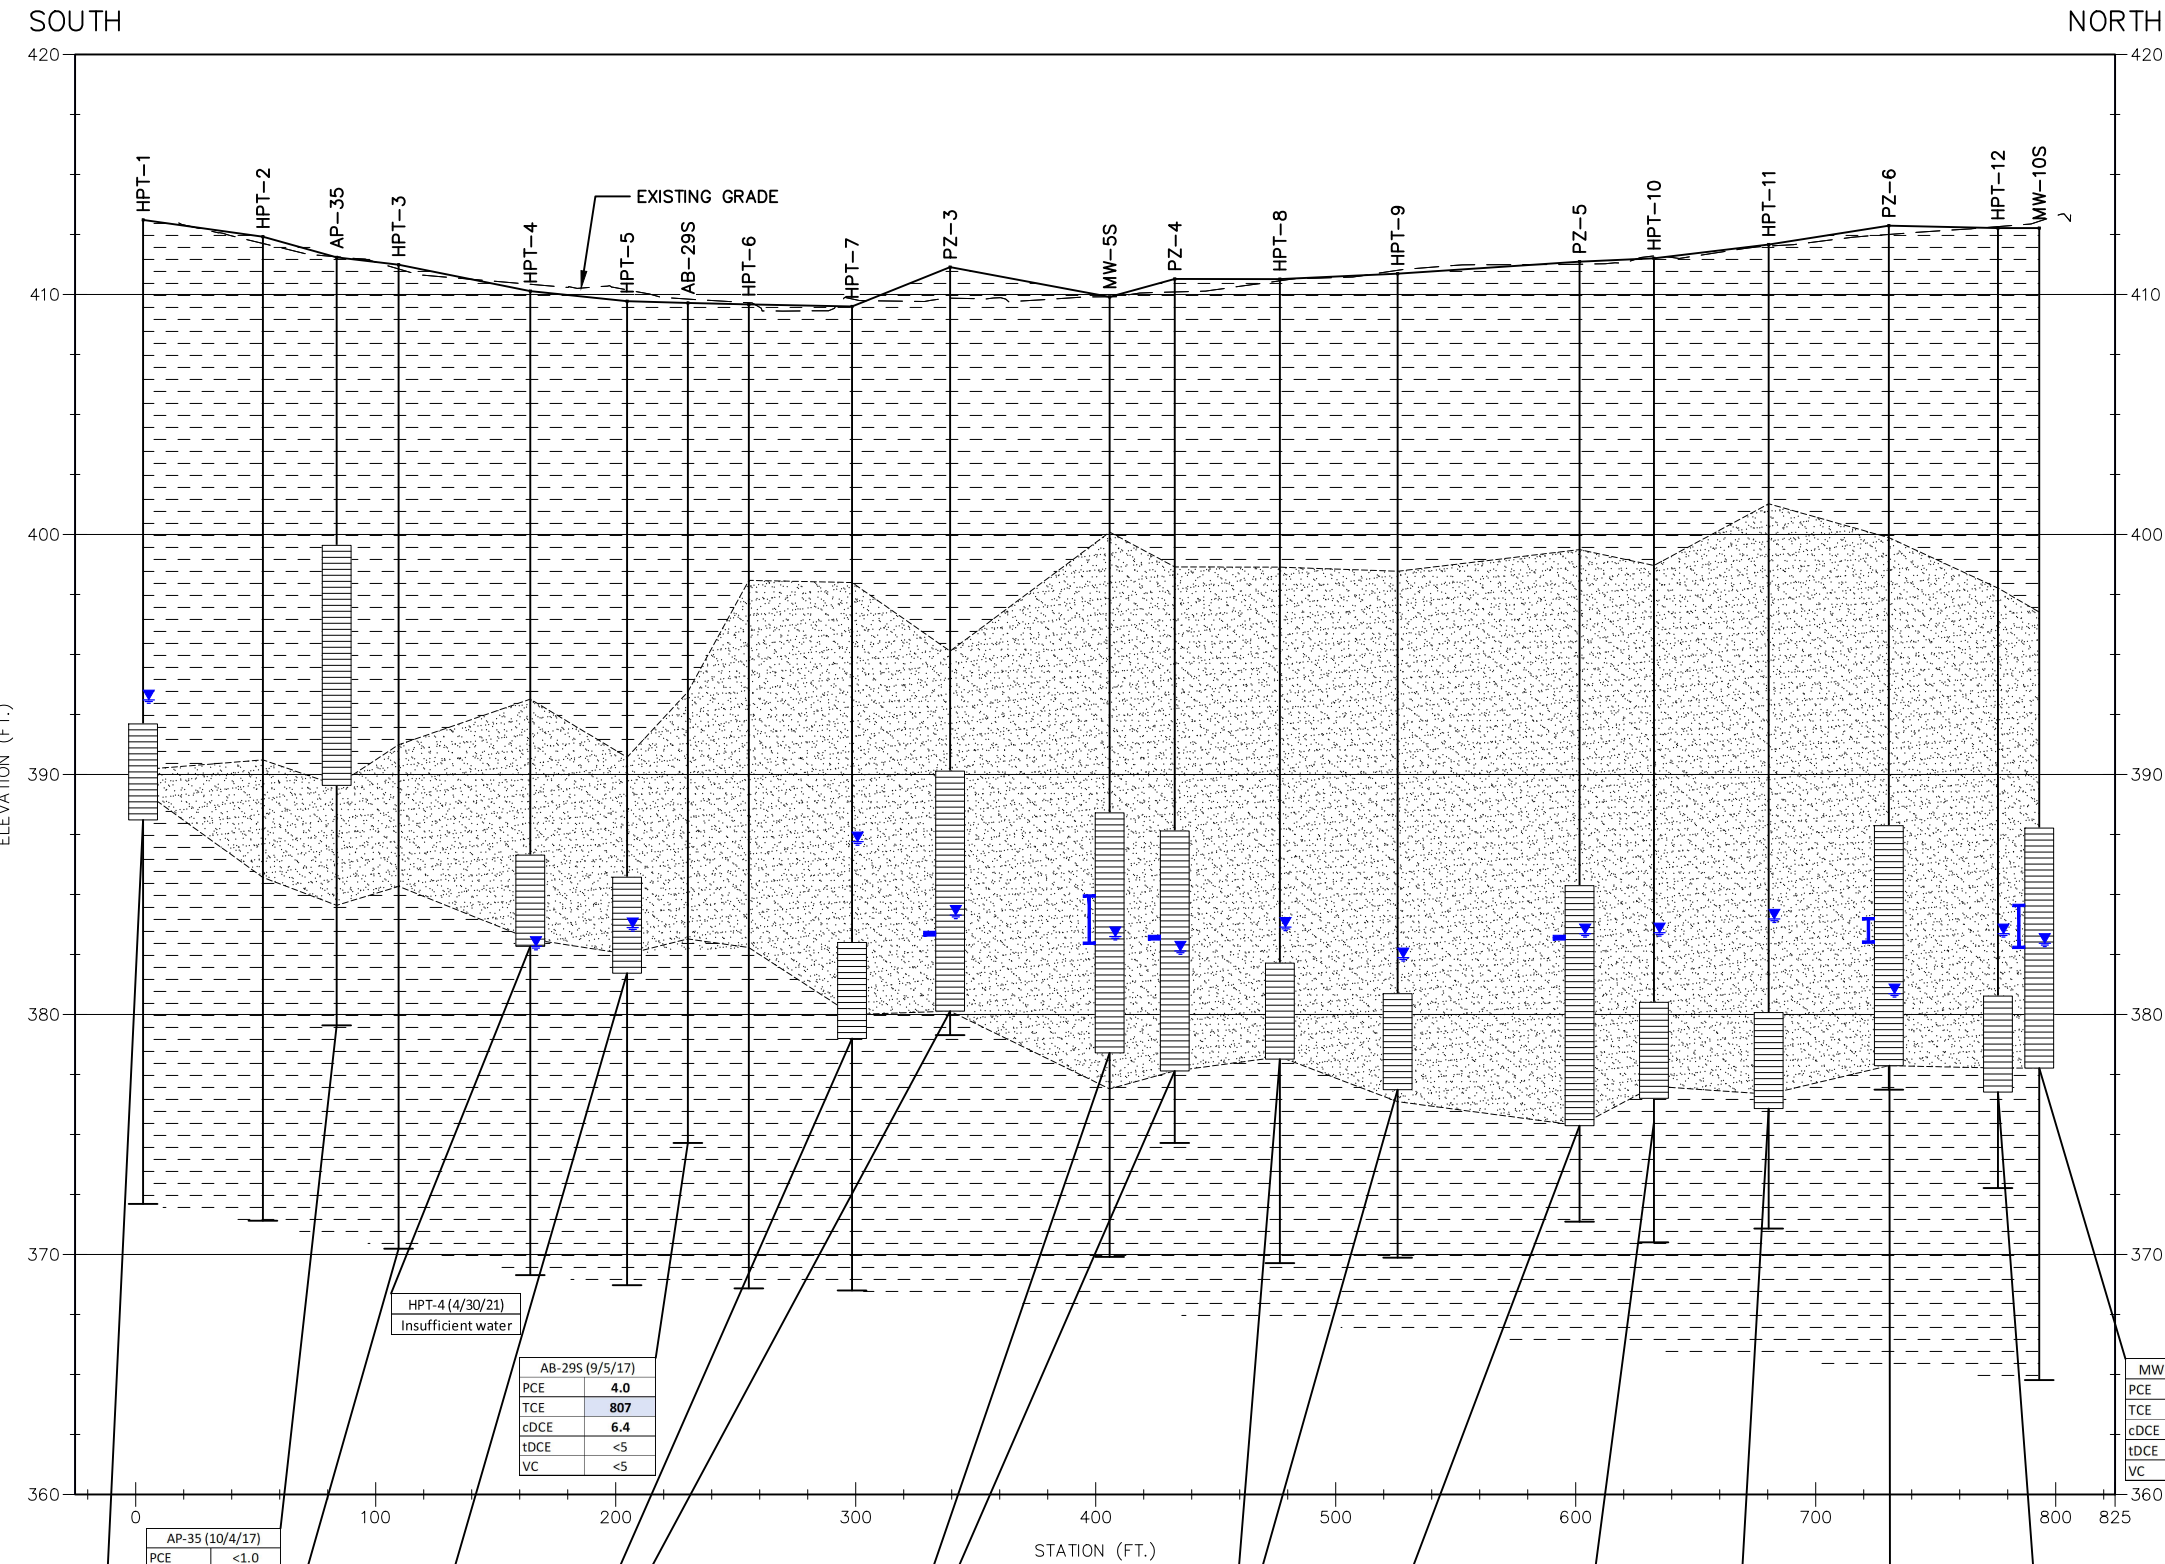 SOUTH
NORTH
420
420
HPT-1
HPT-2
AP-35
HPT-3
HPT-4
HPT-5
AB-29S
HPT-6
HPT-7
PZ-3
MW-5S
PZ-4
HPT-8
HPT-9
PZ-5
HPT-10
HPT-11
PZ-6
HPT-12
MW-10S
EXISTING GRADE
410
410
400
400
ELEVATION (FT.)
390
390
380
380
370
370
HPT-4 (4/30/21)
Insufficient water
AB-29S (9/5/17)
PCE 4.0
TCE 807
cDCE 6.4
tDCE <5
VC <5
MW
PCE
TCE
cDCE
tDCE
VC
360
360
0 100 200 300 400 500 600 700 800 825
AP-35 (10/4/17)
PCE <1.0
STATION (FT.)